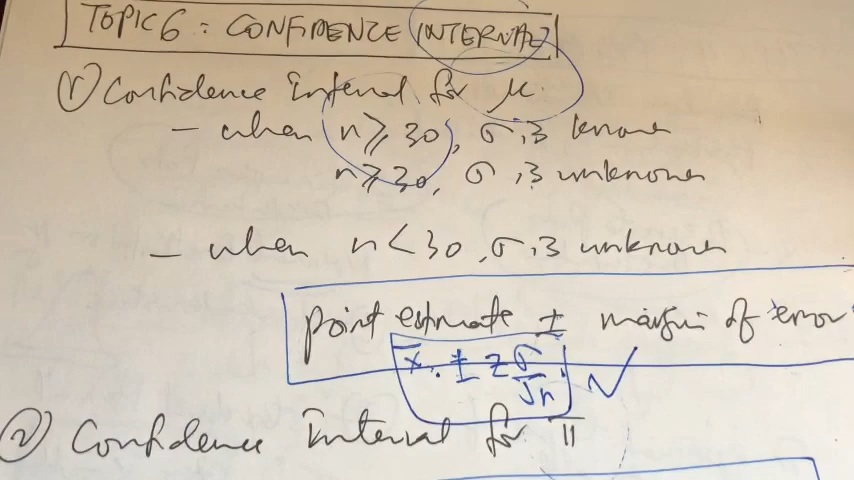 TOPIC 6 : CONFIDENCE INTERVAL
① Confidence Interval for μ.
- when n ≥ 30, σ is known
n ≥ 30, σ is unknown
- when n < 30, σ is unknown
point estimate ± margin of error
x̄ ± z σ/√n
② Confidence Interval for π